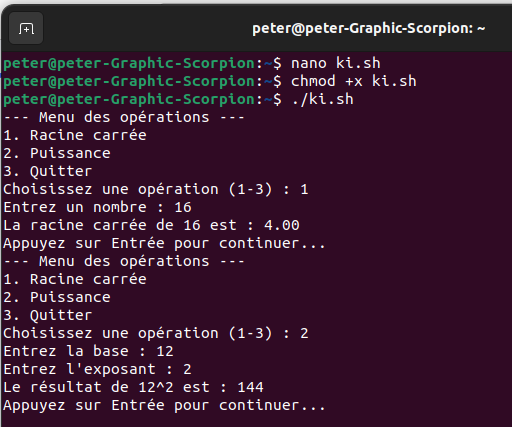 peter@peter-Graphic-Scorpion: ~
peter@peter-Graphic-Scorpion:~$ nano ki.sh
peter@peter-Graphic-Scorpion:~$ chmod +x ki.sh
peter@peter-Graphic-Scorpion:~$ ./ki.sh
--- Menu des opérations ---
1. Racine carrée
2. Puissance
3. Quitter
Choisissez une opération (1-3) : 1
Entrez un nombre : 16
La racine carrée de 16 est : 4.00
Appuyez sur Entrée pour continuer...
--- Menu des opérations ---
1. Racine carrée
2. Puissance
3. Quitter
Choisissez une opération (1-3) : 2
Entrez la base : 12
Entrez l'exposant : 2
Le résultat de 12^2 est : 144
Appuyez sur Entrée pour continuer...